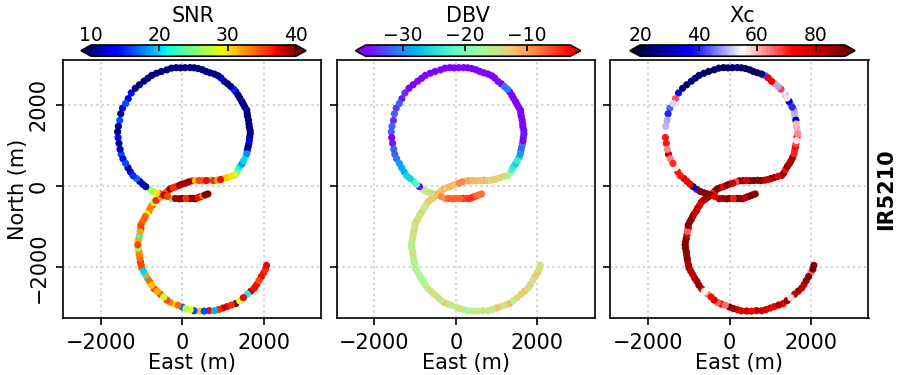 SNR DBV Xc
10 20 30 40 −30 −20 −10 20 40 60 80
2000
0
−2000
North (m)
IR5210
−2000 0 2000 −2000 0 2000 −2000 0 2000
East (m) East (m) East (m)